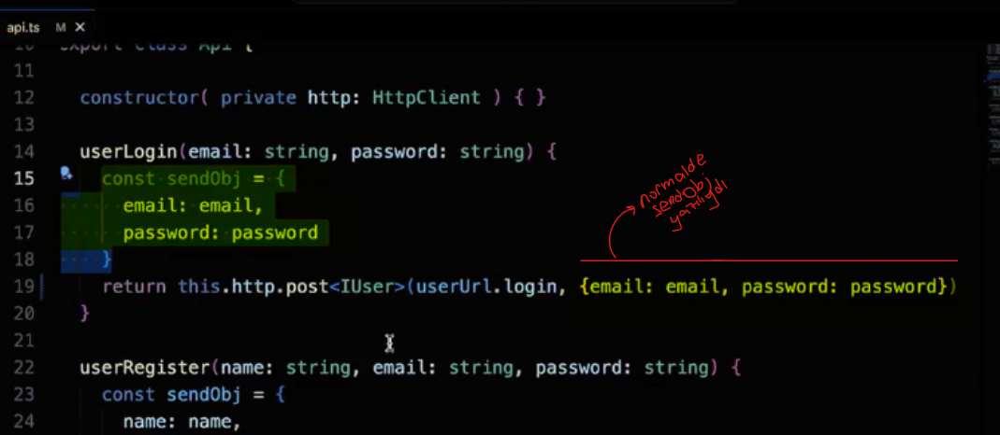 api.ts M ✕
10 export class Api {
11
12 constructor( private http: HttpClient ) { }
13
14 userLogin(email: string, password: string) {
15 const sendObj = {
16 email: email,
17 password: password
18 }
normalde
sendObj
yazılıydı
19 return this.http.post<IUser>(userUrl.login, {email: email, password: password})
20 }
21
22 userRegister(name: string, email: string, password: string) {
23 const sendObj = {
24 name: name,